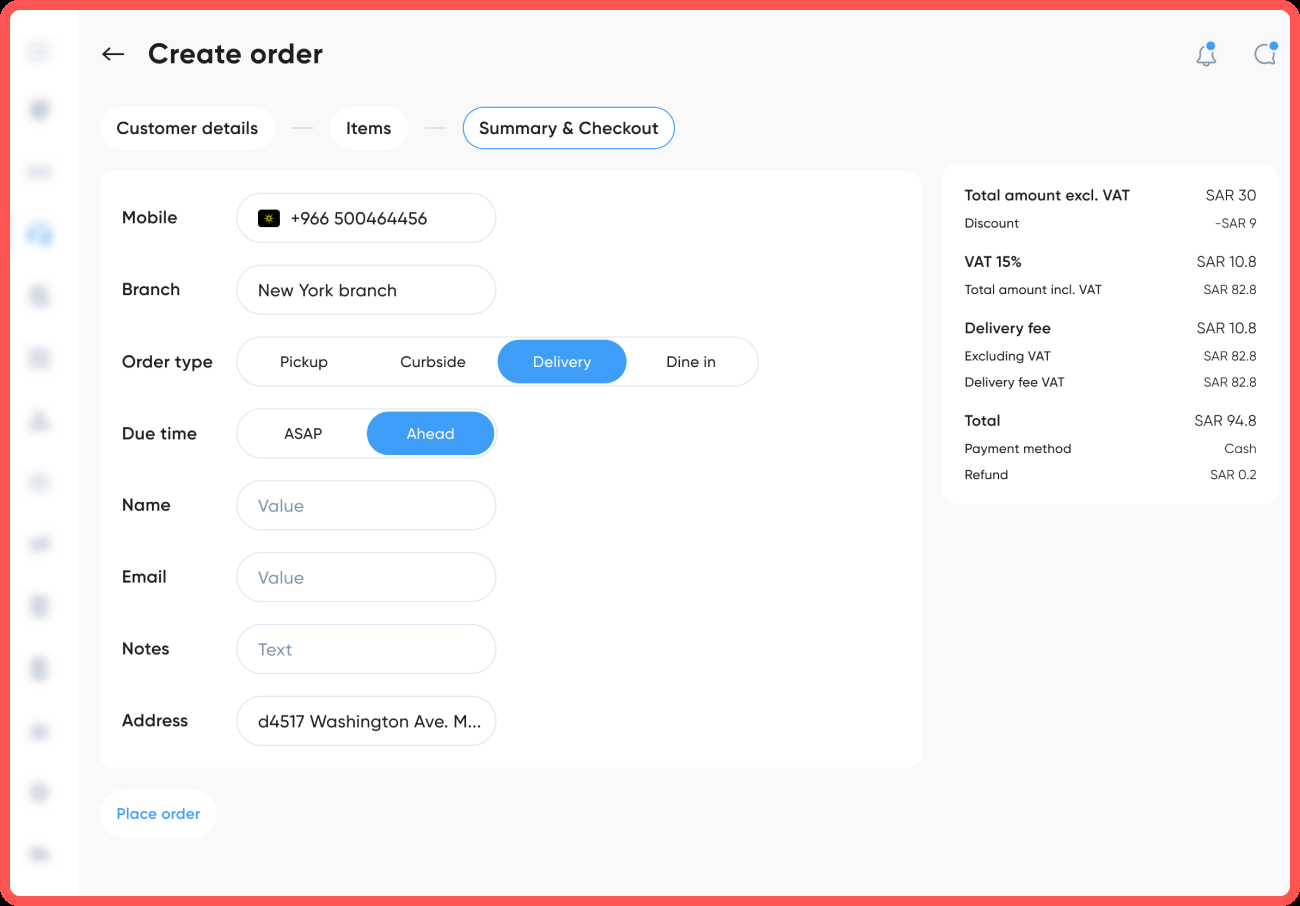 Create order
Customer details
Items
Summary & Checkout
Mobile
+966 500464456
Branch
New York branch
Order type
Pickup
Curbside
Delivery
Dine in
Due time
ASAP
Ahead
Name
Value
Email
Value
Notes
Text
Address
d4517 Washington Ave. M...
Place order
Total amount excl. VAT SAR 30
Discount -SAR 9
VAT 15% SAR 10.8
Total amount incl. VAT SAR 82.8
Delivery fee SAR 10.8
Excluding VAT SAR 82.8
Delivery fee VAT SAR 82.8
Total SAR 94.8
Payment method Cash
Refund SAR 0.2